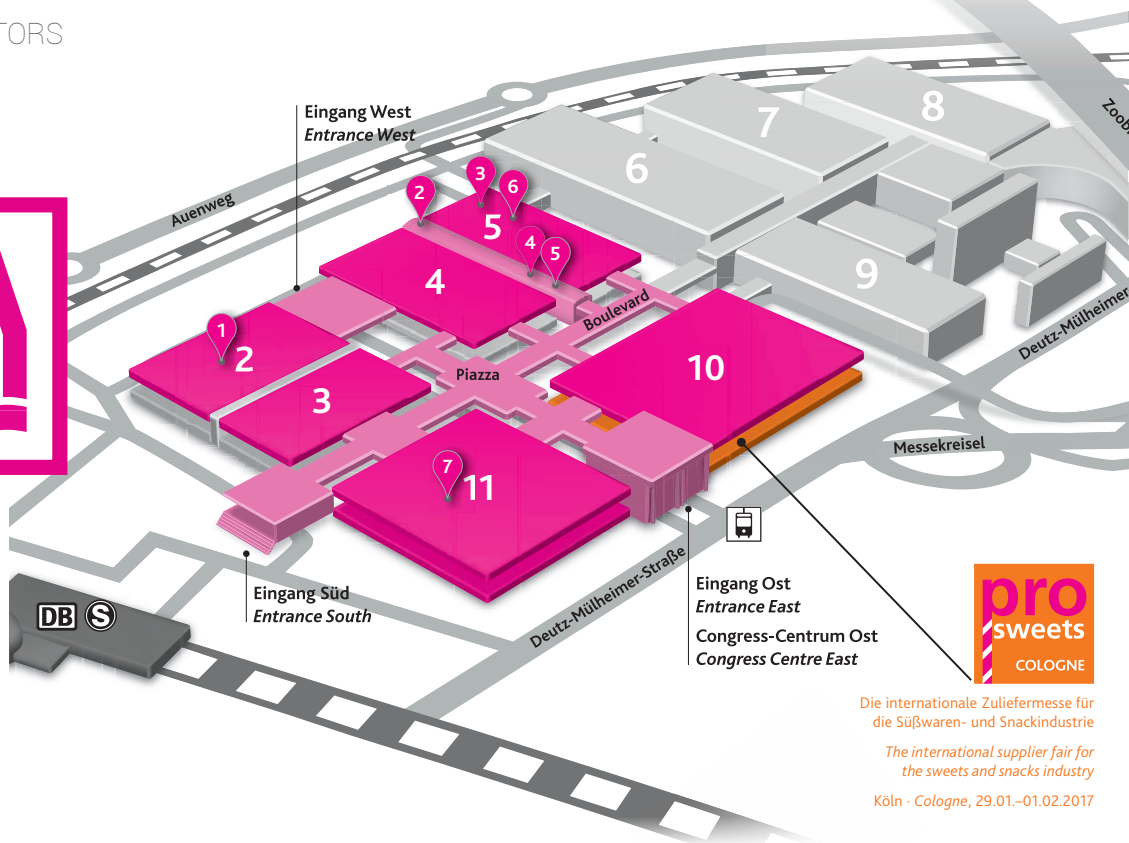 TORS
Eingang West
Entrance West
Auenweg
8
7
6
9
3
6
2
5
4
5
4
Boulevard
1
2
10
3
Piazza
Deutz-Mülheimer
Messekreisel
7
11
Eingang Süd
Entrance South
Deutz-Mülheimer-Straße
DB
S
Eingang Ost
Entrance East
Congress-Centrum Ost
Congress Centre East
pro
sweets
COLOGNE
Die internationale Zuliefermesse für
die Süßwaren- und Snackindustrie
The international supplier fair for
the sweets and snacks industry
Köln · Cologne, 29.01.–01.02.2017